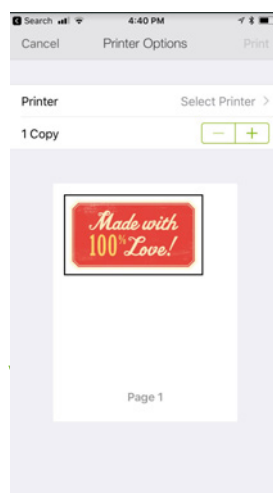 Search 4:40 PM
Cancel Printer Options Print
Printer Select Printer >
1 Copy − +
Made with
100% Love!
Page 1